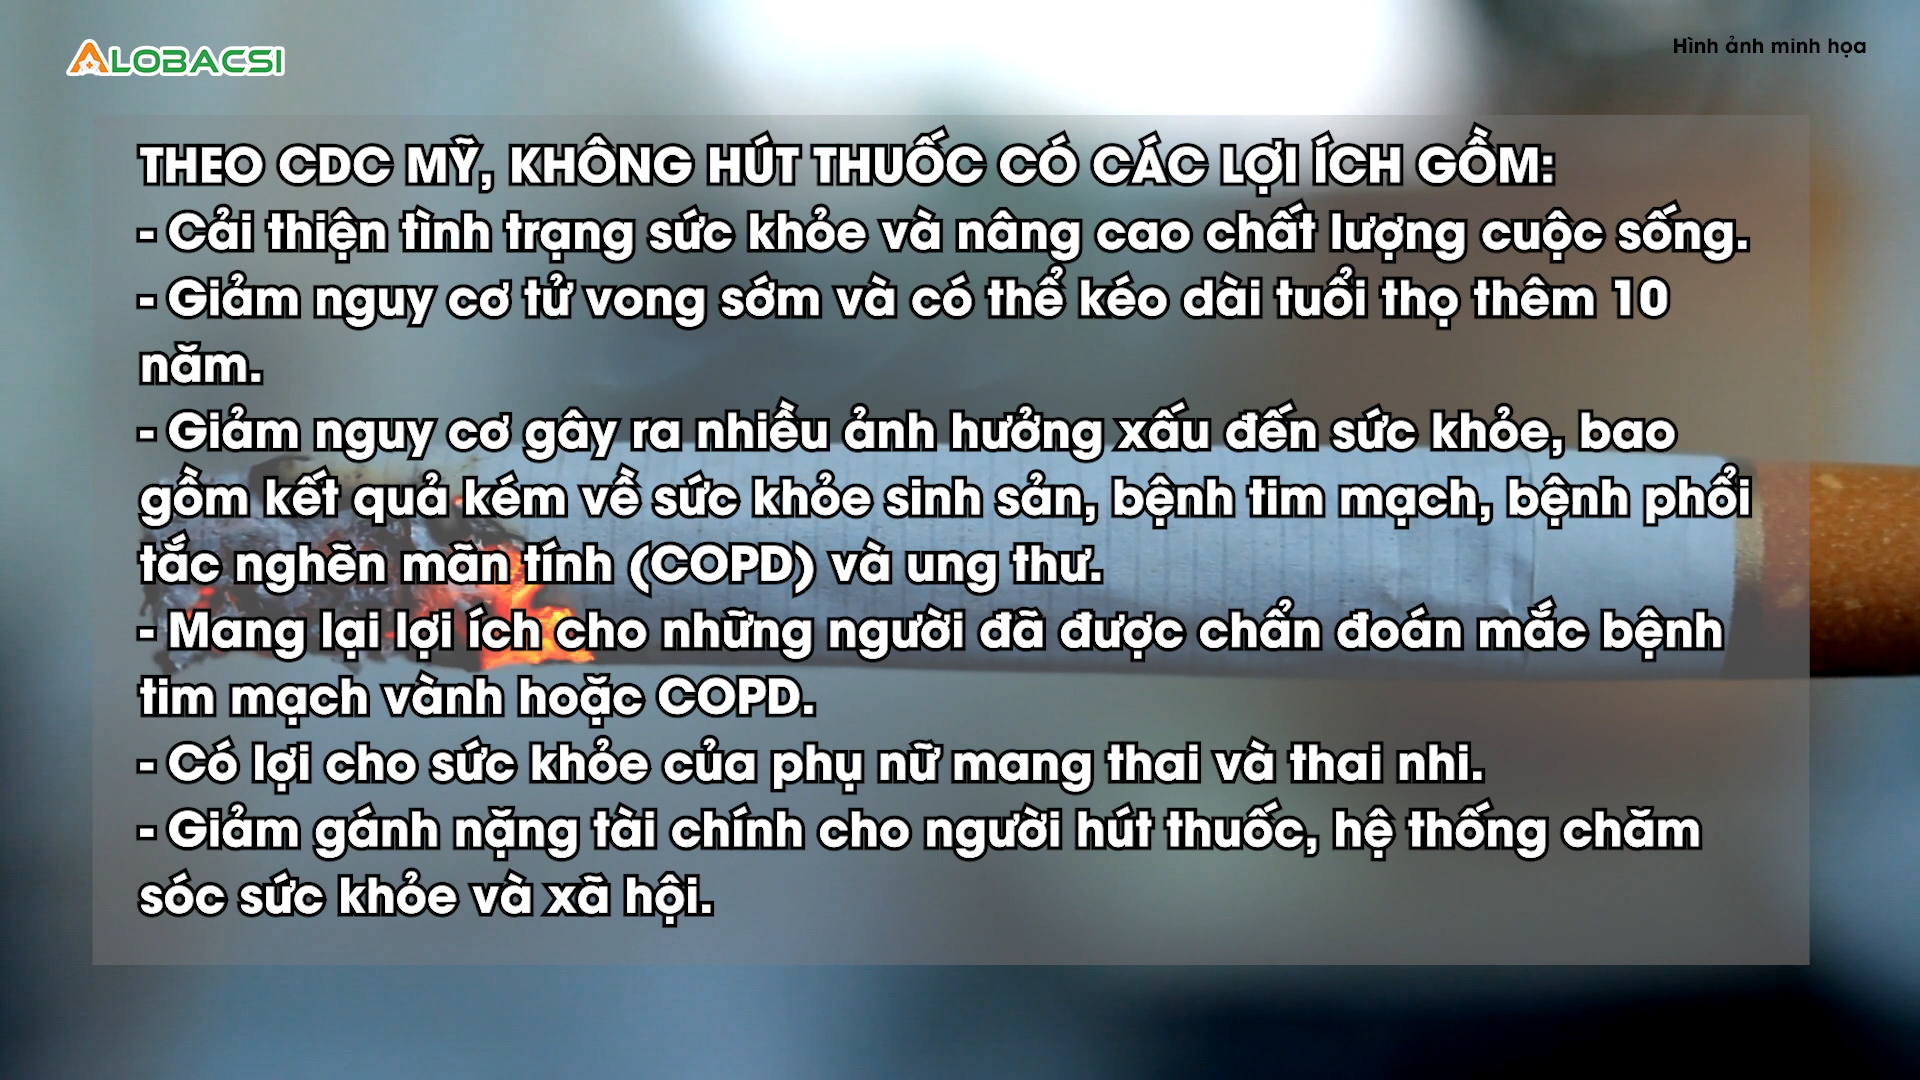 ALOBACSI
Hình ảnh minh họa
THEO CDC MỸ, KHÔNG HÚT THUỐC CÓ CÁC LỢI ÍCH GỒM:
- Cải thiện tình trạng sức khỏe và nâng cao chất lượng cuộc sống.
- Giảm nguy cơ tử vong sớm và có thể kéo dài tuổi thọ thêm 10
năm.
- Giảm nguy cơ gây ra nhiều ảnh hưởng xấu đến sức khỏe, bao
gồm kết quả kém về sức khỏe sinh sản, bệnh tim mạch, bệnh phổi
tắc nghẽn mãn tính (COPD) và ung thư.
- Mang lại lợi ích cho những người đã được chẩn đoán mắc bệnh
tim mạch vành hoặc COPD.
- Có lợi cho sức khỏe của phụ nữ mang thai và thai nhi.
- Giảm gánh nặng tài chính cho người hút thuốc, hệ thống chăm
sóc sức khỏe và xã hội.